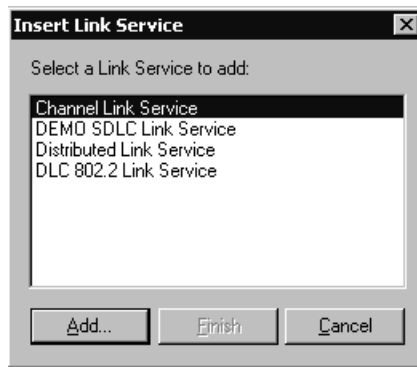 Insert Link Service
Select a Link Service to add:
Channel Link Service
DEMO SDLC Link Service
Distributed Link Service
DLC 802.2 Link Service
Add... Finish Cancel